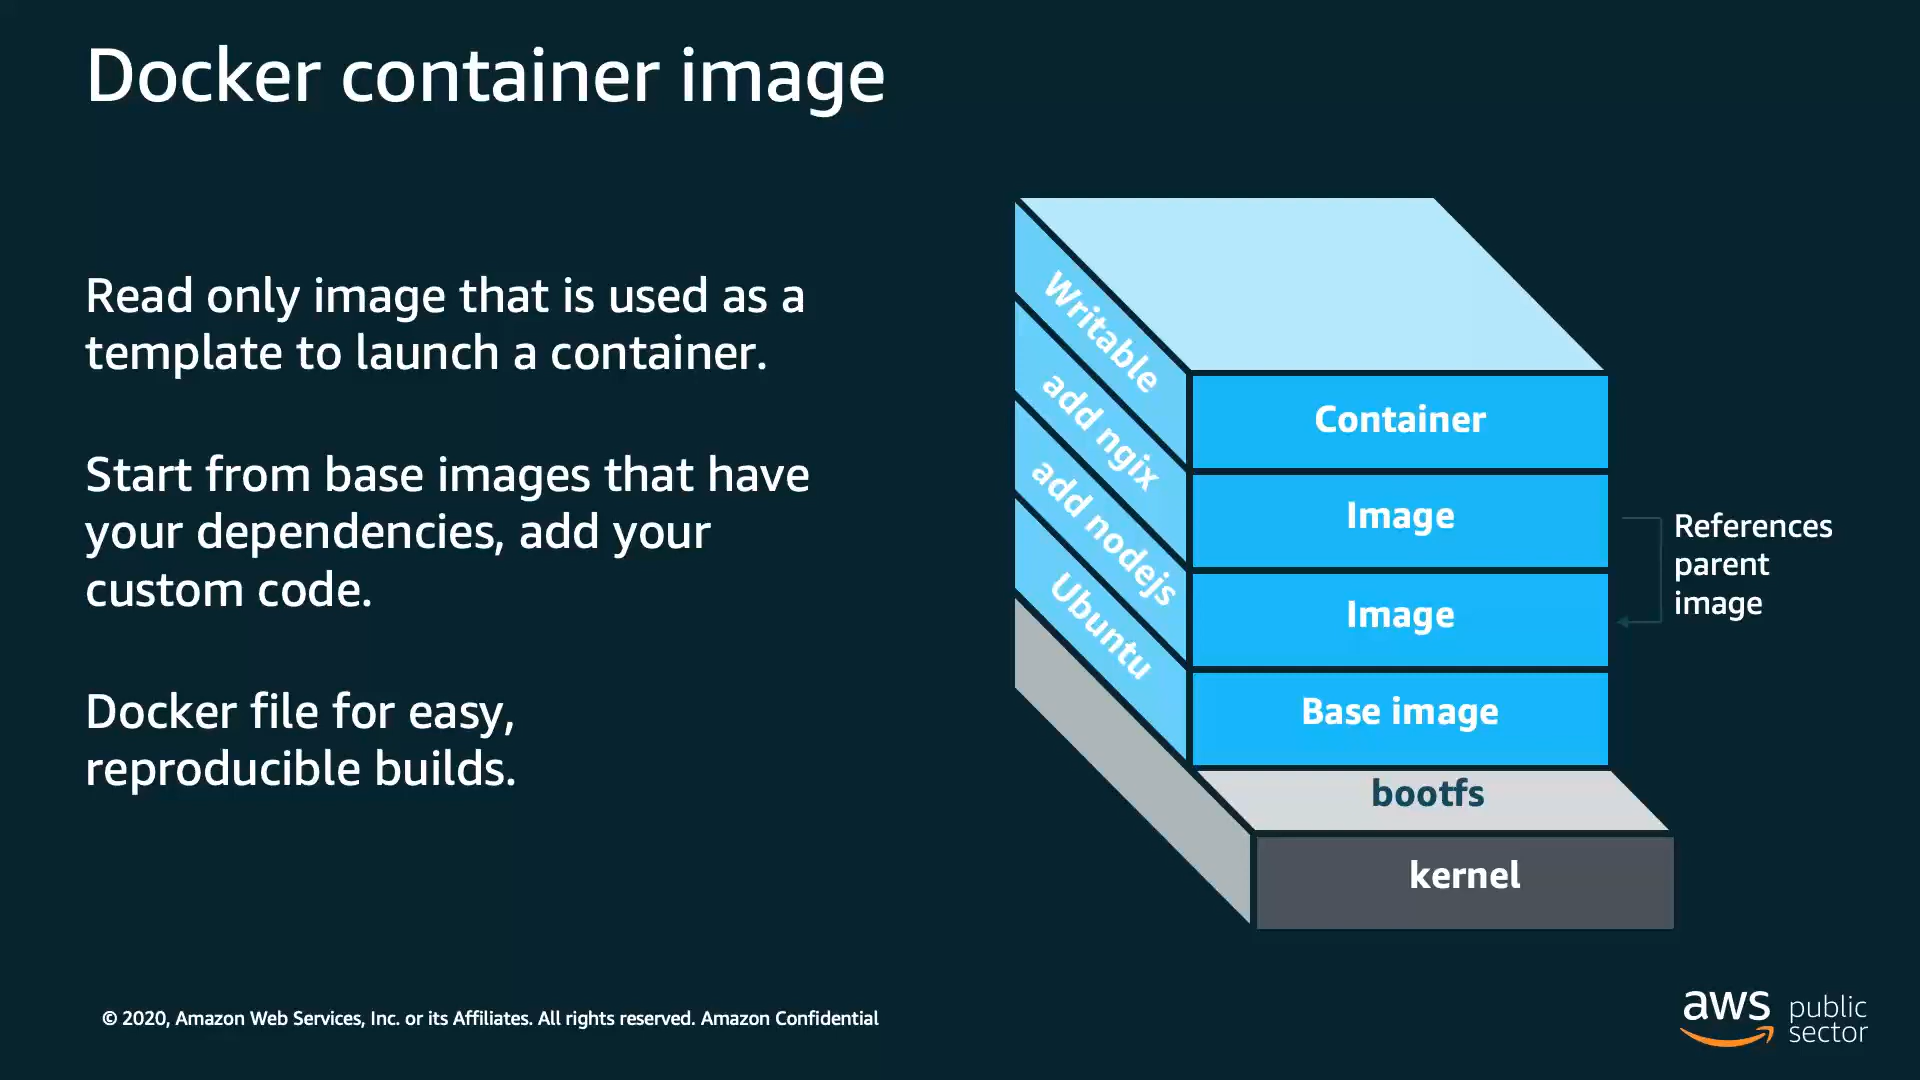 Docker container image
Read only image that is used as a
template to launch a container.
Start from base images that have
your dependencies, add your
custom code.
Docker file for easy,
reproducible builds.
Writable
add ngix
add nodejs
Ubuntu
Container
Image
Image
Base image
bootfs
kernel
References
parent
image
© 2020, Amazon Web Services, Inc. or its Affiliates. All rights reserved. Amazon Confidential
aws
public
sector